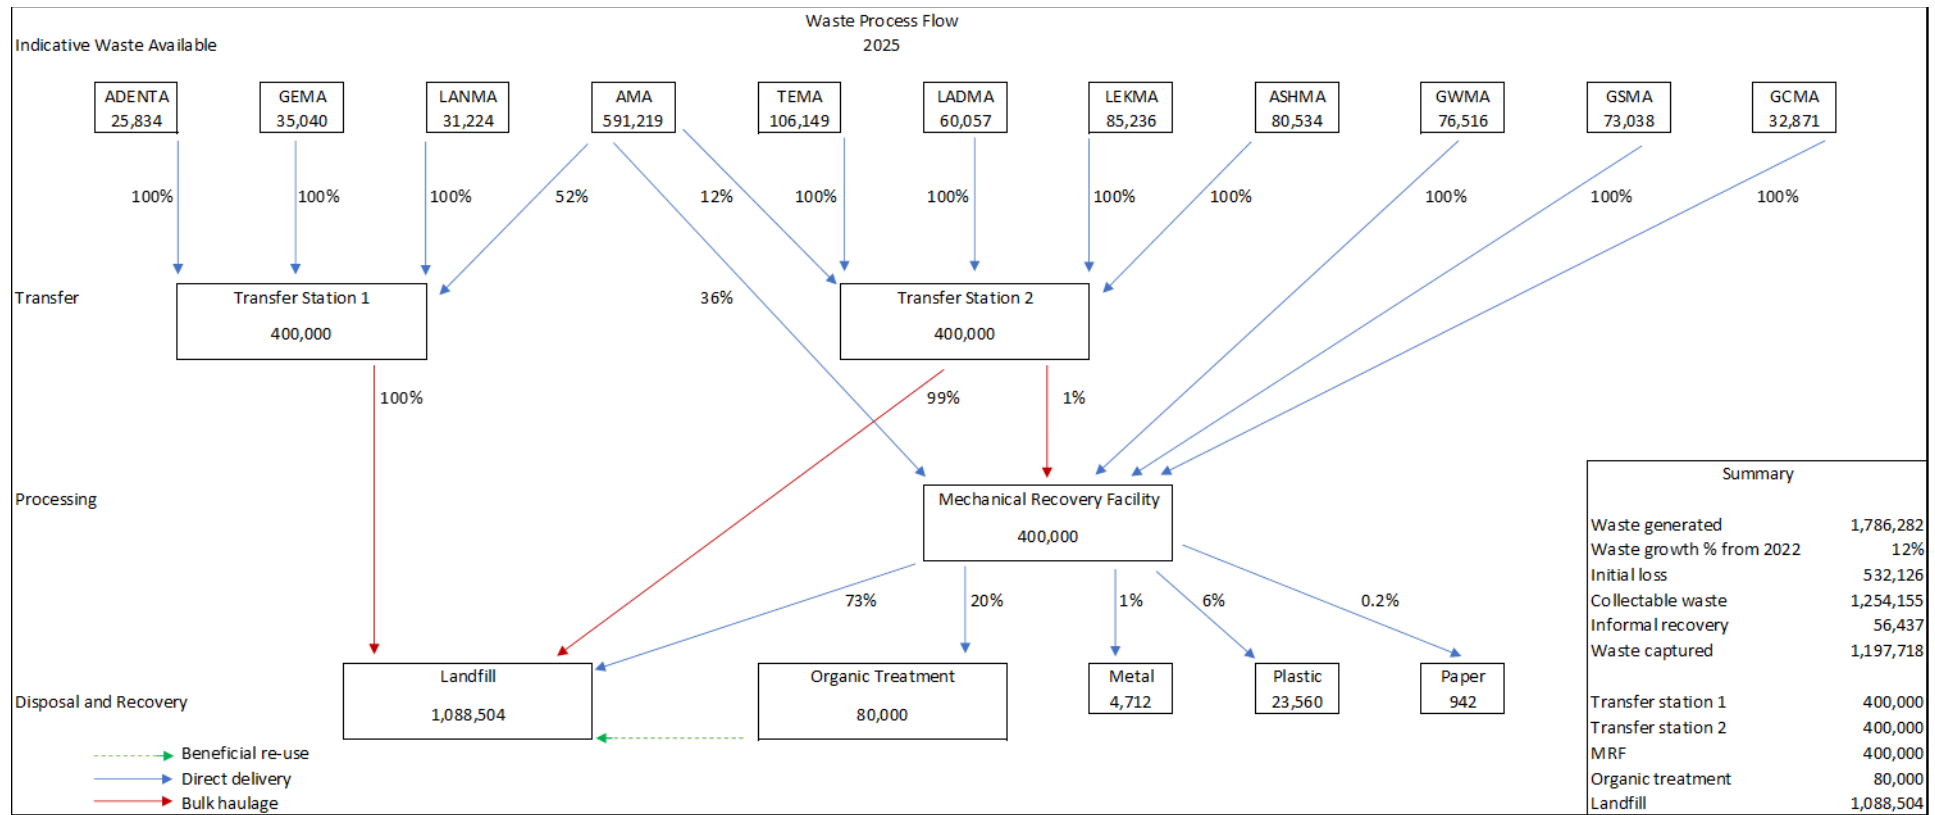 Waste Process Flow
Indicative Waste Available
2025
ADENTA
25,834
GEMA
35,040
LANMA
31,224
AMA
591,219
TEMA
106,149
LADMA
60,057
LEKMA
85,236
ASHMA
80,534
GWMA
76,516
GSMA
73,038
GCMA
32,871
100%
100%
100%
52%
12%
100%
100%
100%
100%
100%
100%
100%
Transfer
Transfer Station 1
400,000
36%
Transfer Station 2
400,000
100%
99%
1%
Processing
Mechanical Recovery Facility
400,000
73%
20%
1%
6%
0.2%
Disposal and Recovery
Landfill
1,088,504
Organic Treatment
80,000
Metal
4,712
Plastic
23,560
Paper
942
Beneficial re-use
Direct delivery
Bulk haulage
Summary
Waste generated 1,786,282
Waste growth % from 2022 12%
Initial loss 532,126
Collectable waste 1,254,155
Informal recovery 56,437
Waste captured 1,197,718
Transfer station 1 400,000
Transfer station 2 400,000
MRF 400,000
Organic treatment 80,000
Landfill 1,088,504